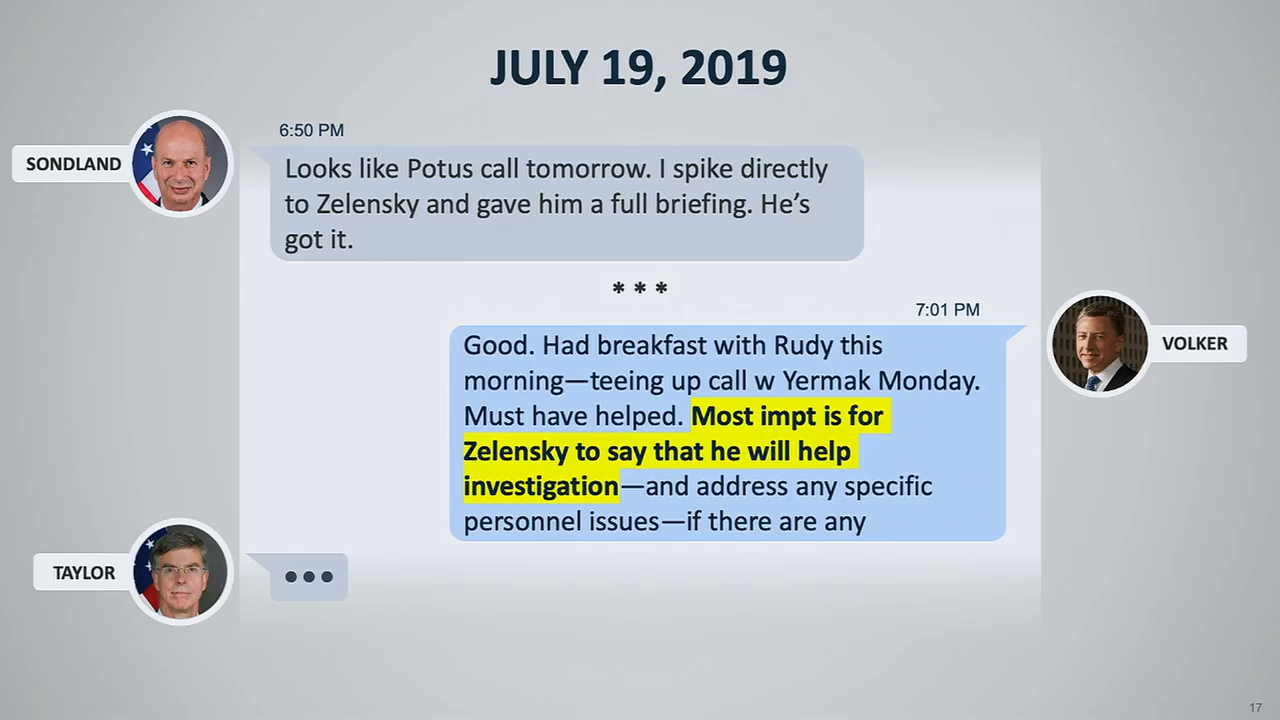 JULY 19, 2019
6:50 PM
SONDLAND
Looks like Potus call tomorrow. I spike directly
to Zelensky and gave him a full briefing. He’s
got it.
* * *
7:01 PM
VOLKER
Good. Had breakfast with Rudy this
morning—teeing up call w Yermak Monday.
Must have helped. Most impt is for
Zelensky to say that he will help
investigation—and address any specific
personnel issues—if there are any
TAYLOR
•••
17